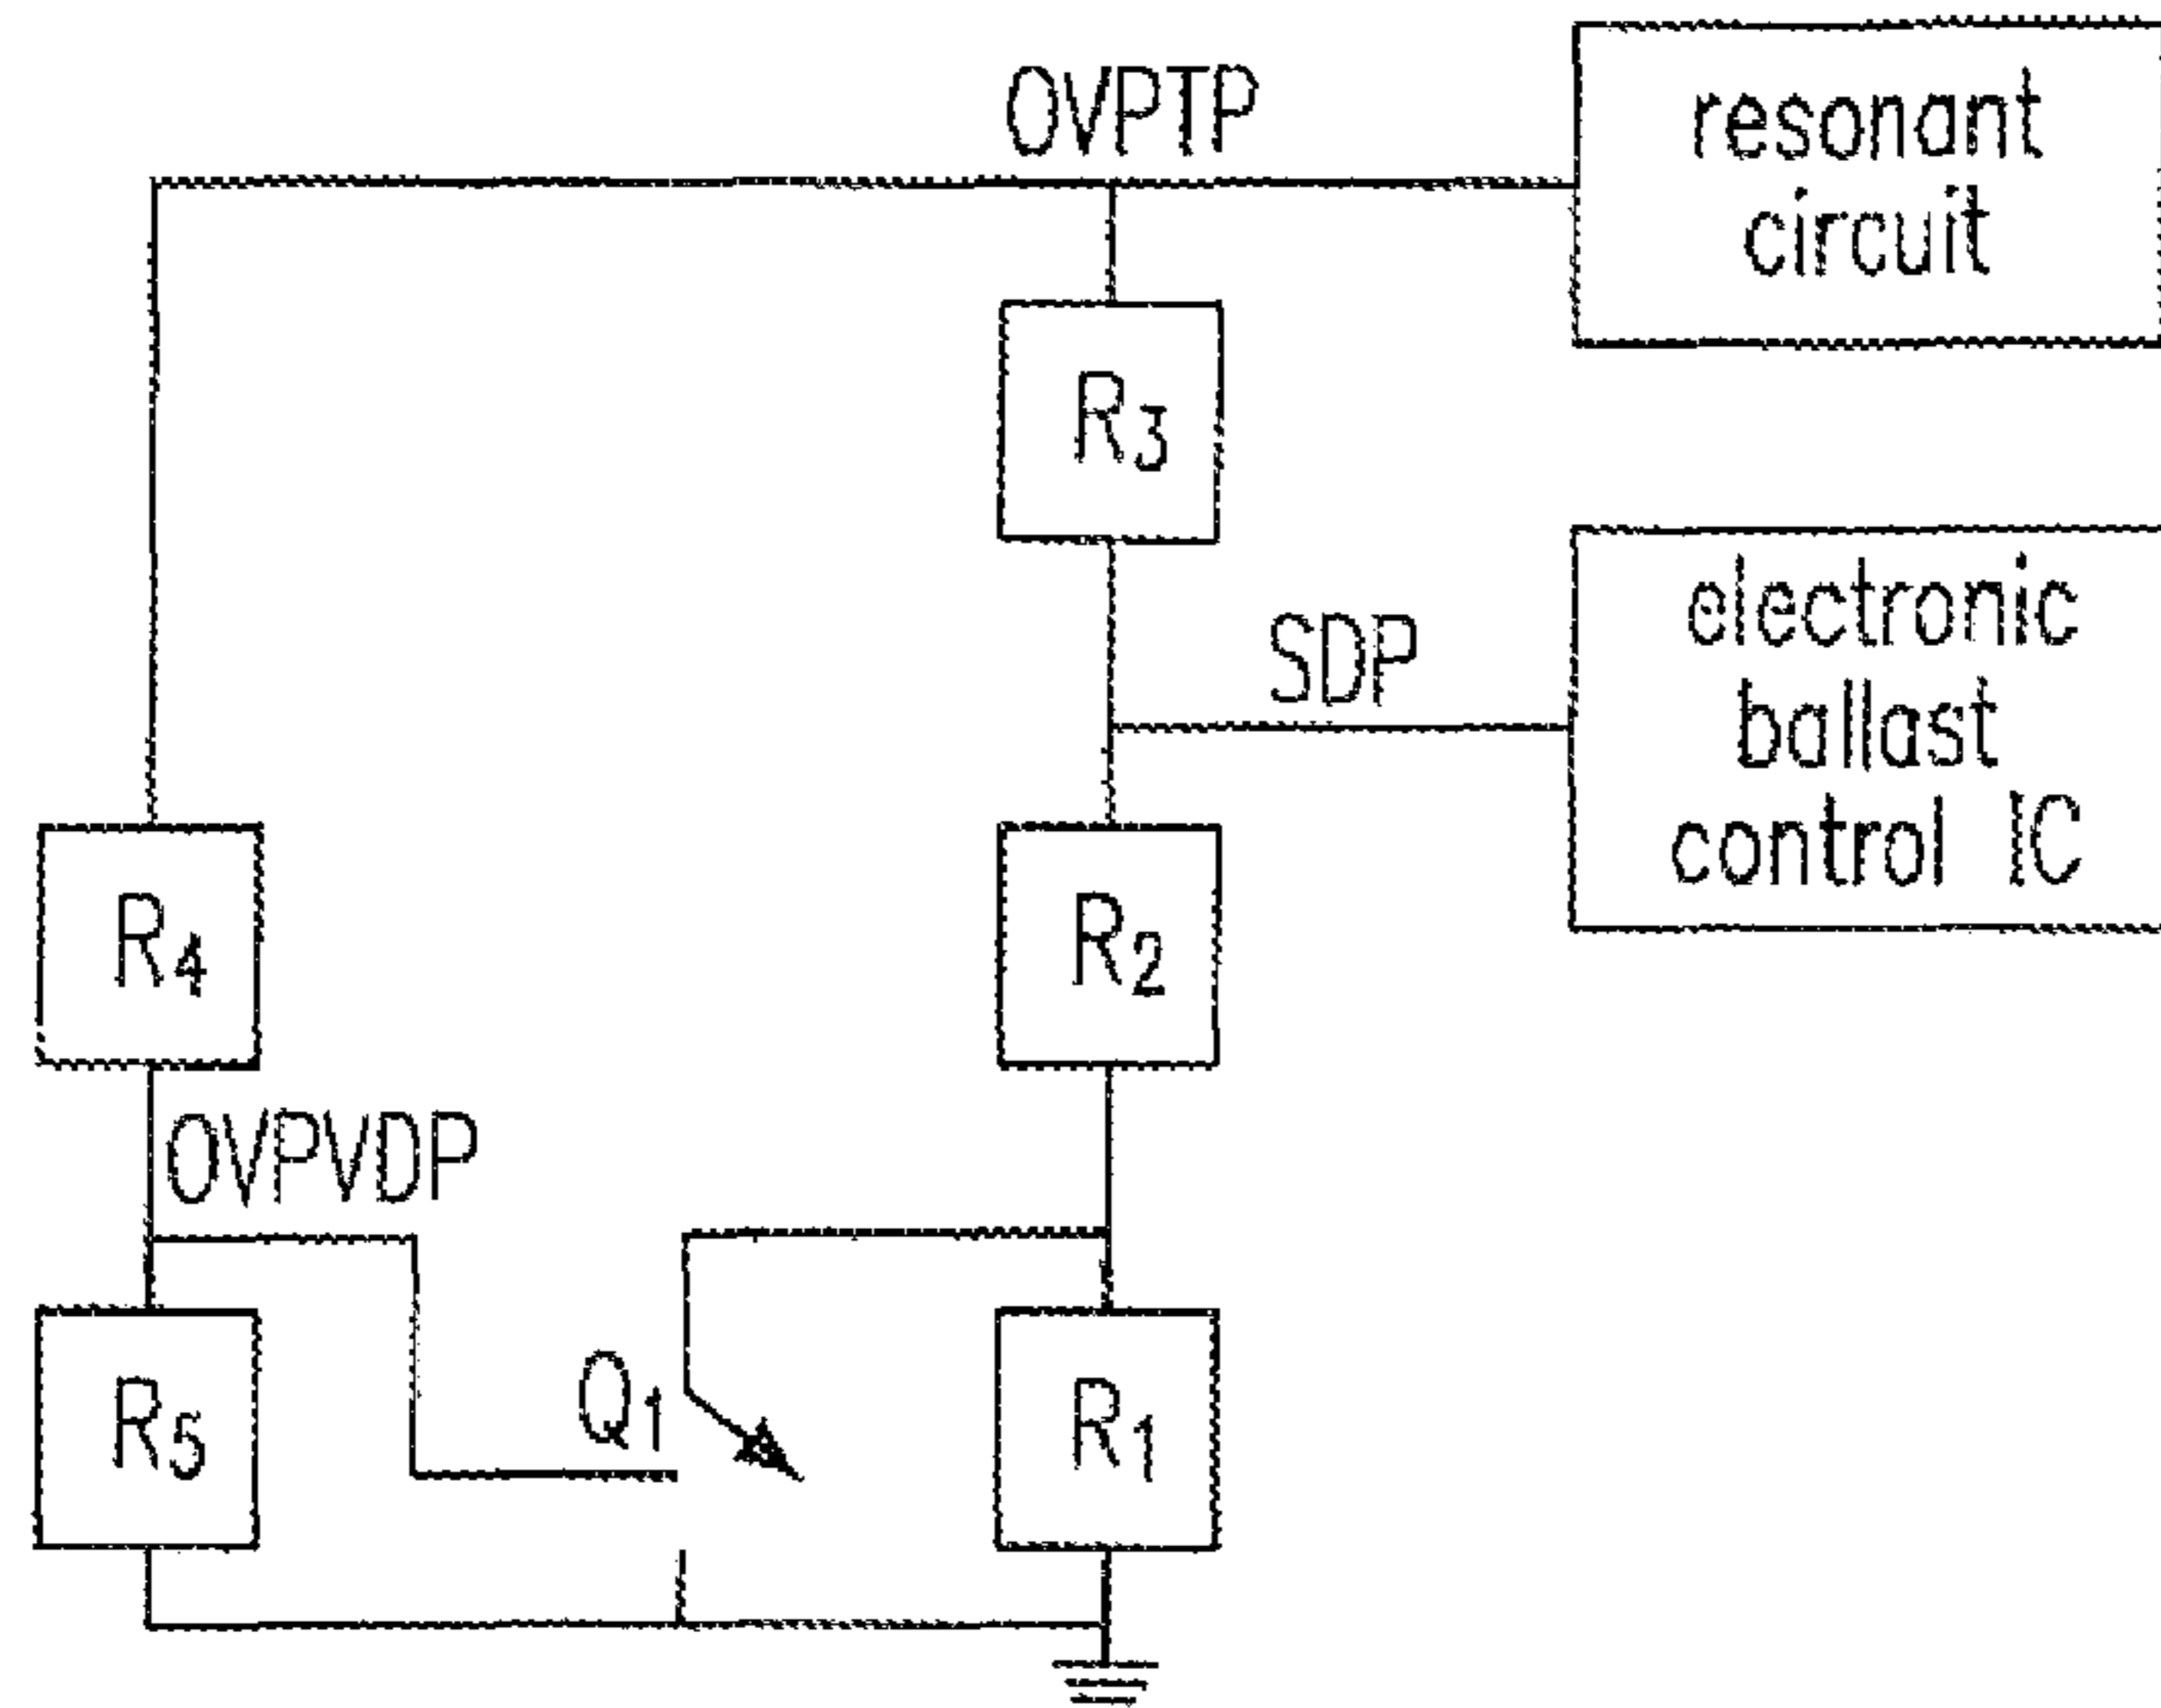 OVPTP
resonant
circuit
R3
SDP
electronic
ballast
control IC
R4
R2
OVPVDP
Q1
R5
R1